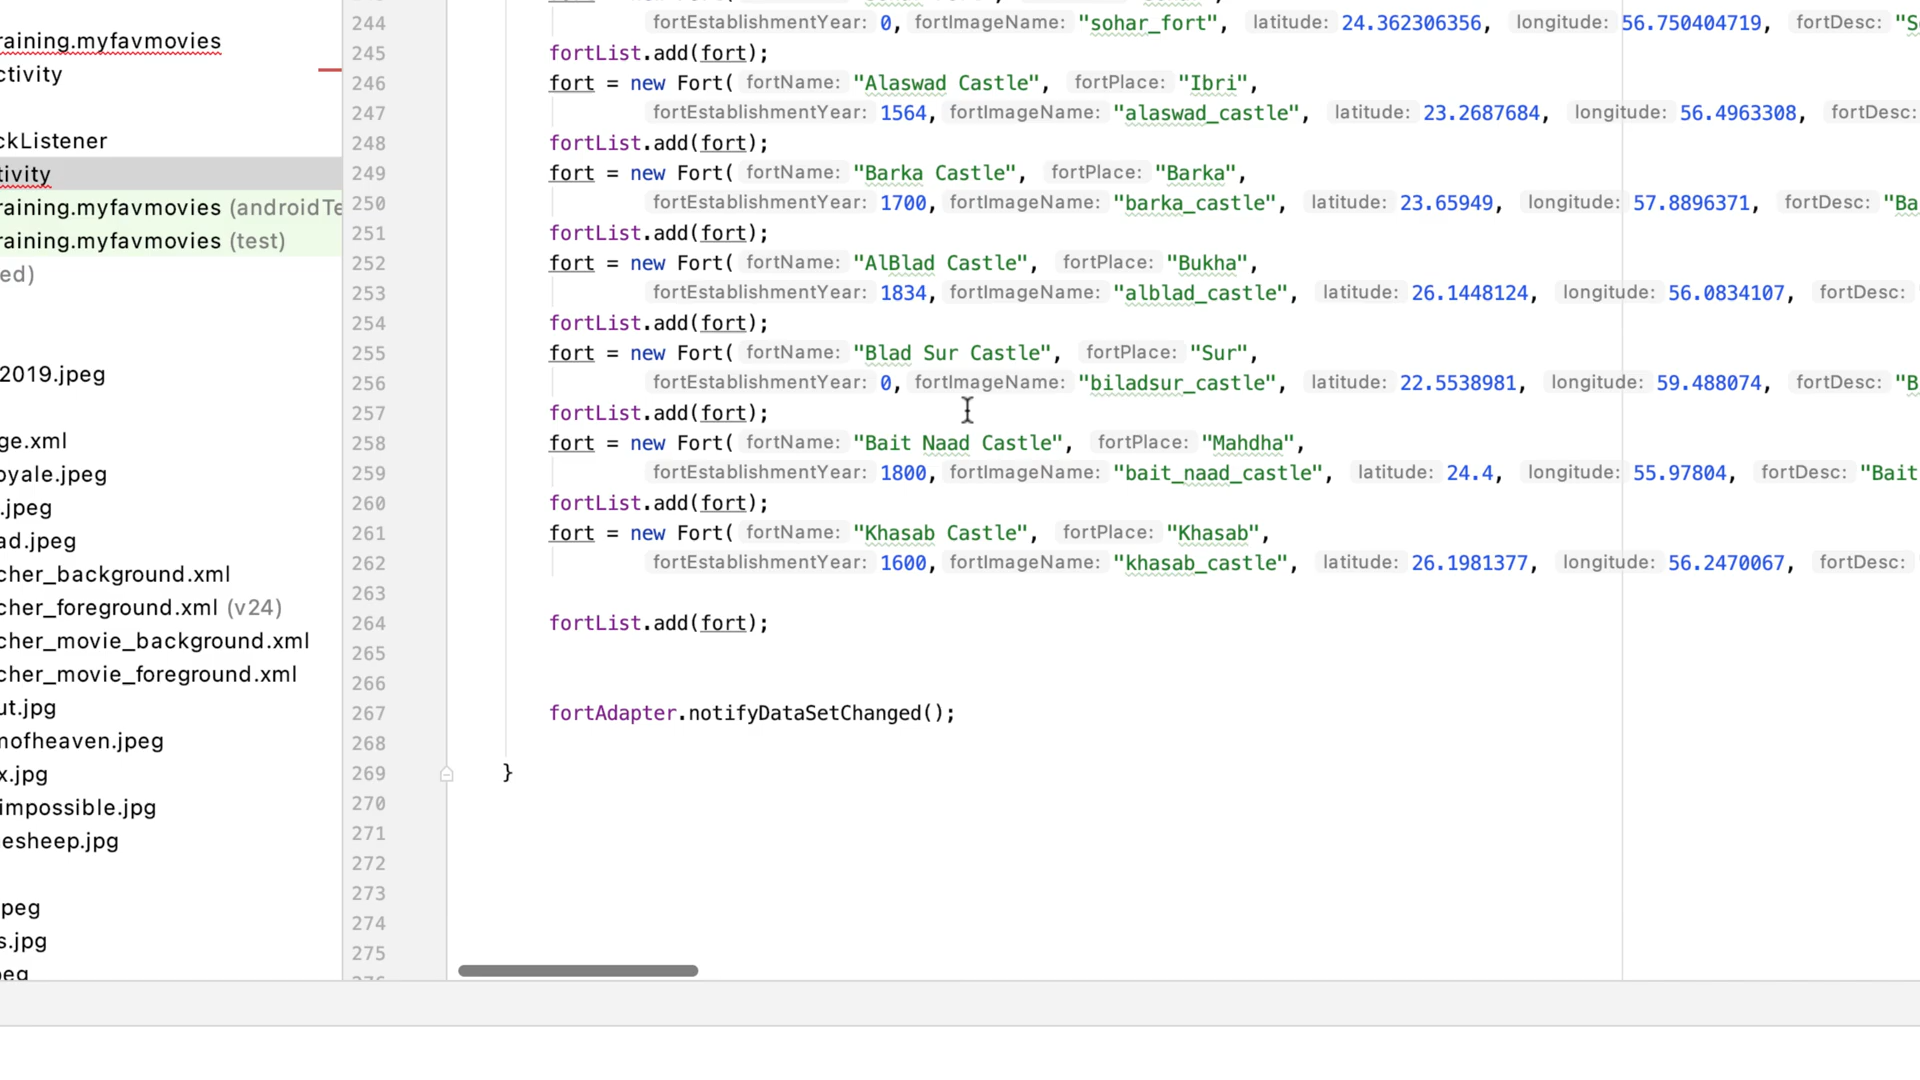 raining.myfavmovies
ctivity
ckListener
tivity
raining.myfavmovies (androidTe
raining.myfavmovies (test)
ed)
2019.jpeg
ge.xml
oyale.jpeg
.jpeg
ad.jpeg
cher_background.xml
cher_foreground.xml (v24)
cher_movie_background.xml
cher_movie_foreground.xml
ut.jpg
mofheaven.jpeg
x.jpg
impossible.jpg
esheep.jpg
peg
s.jpg
peg
244 fortEstablishmentYear: 0, fortImageName: "sohar_fort", latitude: 24.362306356, longitude: 56.750404719, fortDesc: "S
245 fortList.add(fort);
246 fort = new Fort( fortName: "Alaswad Castle", fortPlace: "Ibri",
247 fortEstablishmentYear: 1564, fortImageName: "alaswad_castle", latitude: 23.2687684, longitude: 56.4963308, fortDesc:
248 fortList.add(fort);
249 fort = new Fort( fortName: "Barka Castle", fortPlace: "Barka",
250 fortEstablishmentYear: 1700, fortImageName: "barka_castle", latitude: 23.65949, longitude: 57.8896371, fortDesc: "Ba
251 fortList.add(fort);
252 fort = new Fort( fortName: "AlBlad Castle", fortPlace: "Bukha",
253 fortEstablishmentYear: 1834, fortImageName: "alblad_castle", latitude: 26.1448124, longitude: 56.0834107, fortDesc:
254 fortList.add(fort);
255 fort = new Fort( fortName: "Blad Sur Castle", fortPlace: "Sur",
256 fortEstablishmentYear: 0, fortImageName: "biladsur_castle", latitude: 22.5538981, longitude: 59.488074, fortDesc: "B
257 fortList.add(fort);
258 fort = new Fort( fortName: "Bait Naad Castle", fortPlace: "Mahdha",
259 fortEstablishmentYear: 1800, fortImageName: "bait_naad_castle", latitude: 24.4, longitude: 55.97804, fortDesc: "Bait
260 fortList.add(fort);
261 fort = new Fort( fortName: "Khasab Castle", fortPlace: "Khasab",
262 fortEstablishmentYear: 1600, fortImageName: "khasab_castle", latitude: 26.1981377, longitude: 56.2470067, fortDesc:
263
264 fortList.add(fort);
265
266
267 fortAdapter.notifyDataSetChanged();
268
269 }
270
271
272
273
274
275